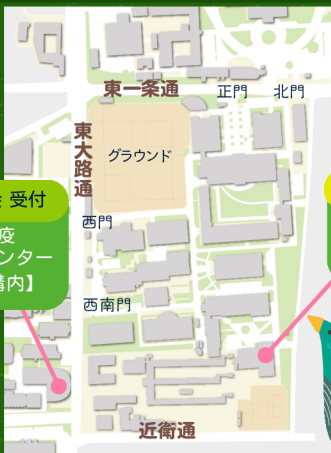 東一条通
正門
北門
東大路通
グラウンド
受付
西門
疫
ンター
構内】
西南門
近衛通